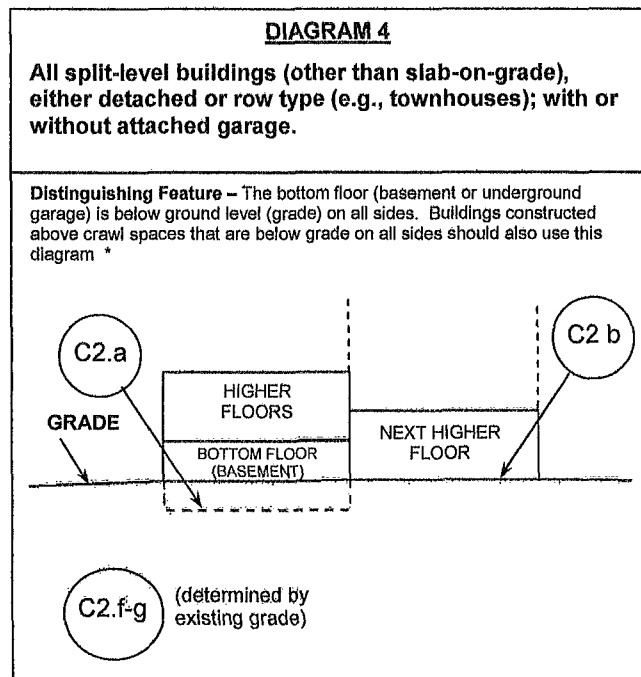 DIAGRAM 4
All split-level buildings (other than slab-on-grade),
either detached or row type (e.g., townhouses); with or
without attached garage.
Distinguishing Feature – The bottom floor (basement or underground
garage) is below ground level (grade) on all sides. Buildings constructed
above crawl spaces that are below grade on all sides should also use this
diagram *
C2.a
C2 b
HIGHER
FLOORS
GRADE
NEXT HIGHER
FLOOR
BOTTOM FLOOR
(BASEMENT)
C2.f-g
(determined by
existing grade)